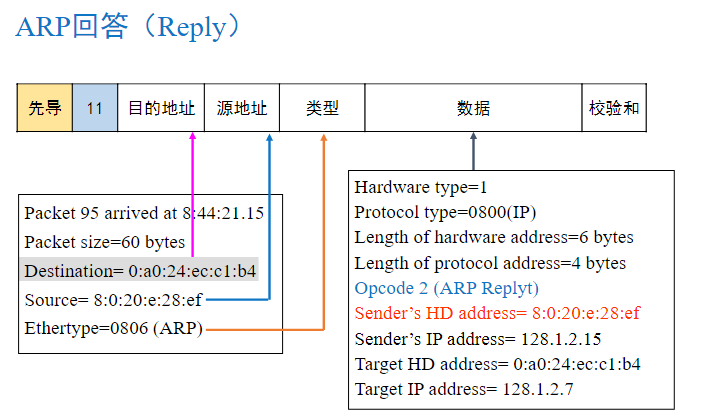 ARP回答（Reply）
先导 11 目的地址 源地址 类型 数据 校验和
Packet 95 arrived at 8:44:21.15
Packet size=60 bytes
Destination= 0:a0:24:ec:c1:b4
Source= 8:0:20:e:28:ef
Ethertype=0806 (ARP)
Hardware type=1
Protocol type=0800(IP)
Length of hardware address=6 bytes
Length of protocol address=4 bytes
Opcode 2 (ARP Replyt)
Sender’s HD address= 8:0:20:e:28:ef
Sender’s IP address= 128.1.2.15
Target HD address= 0:a0:24:ec:c1:b4
Target IP address= 128.1.2.7